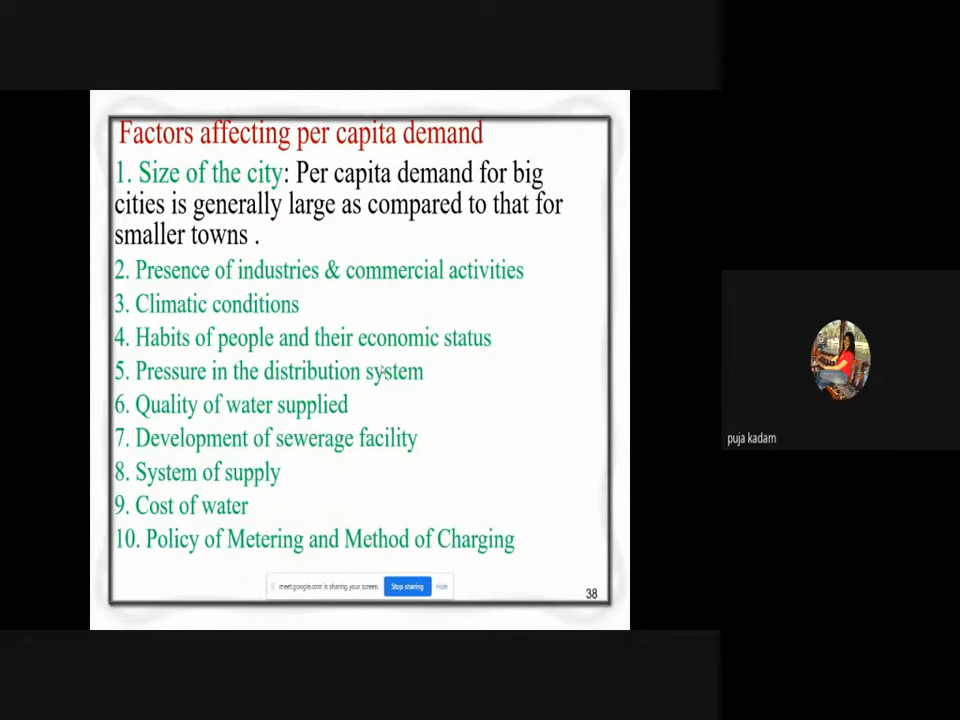 Factors affecting per capita demand
1. Size of the city: Per capita demand for big
cities is generally large as compared to that for
smaller towns .
2. Presence of industries & commercial activities
3. Climatic conditions
4. Habits of people and their economic status
5. Pressure in the distribution system
6. Quality of water supplied
7. Development of sewerage facility
8. System of supply
9. Cost of water
10. Policy of Metering and Method of Charging
meet.google.com is sharing your screen. Stop sharing Hide
38
puja kadam